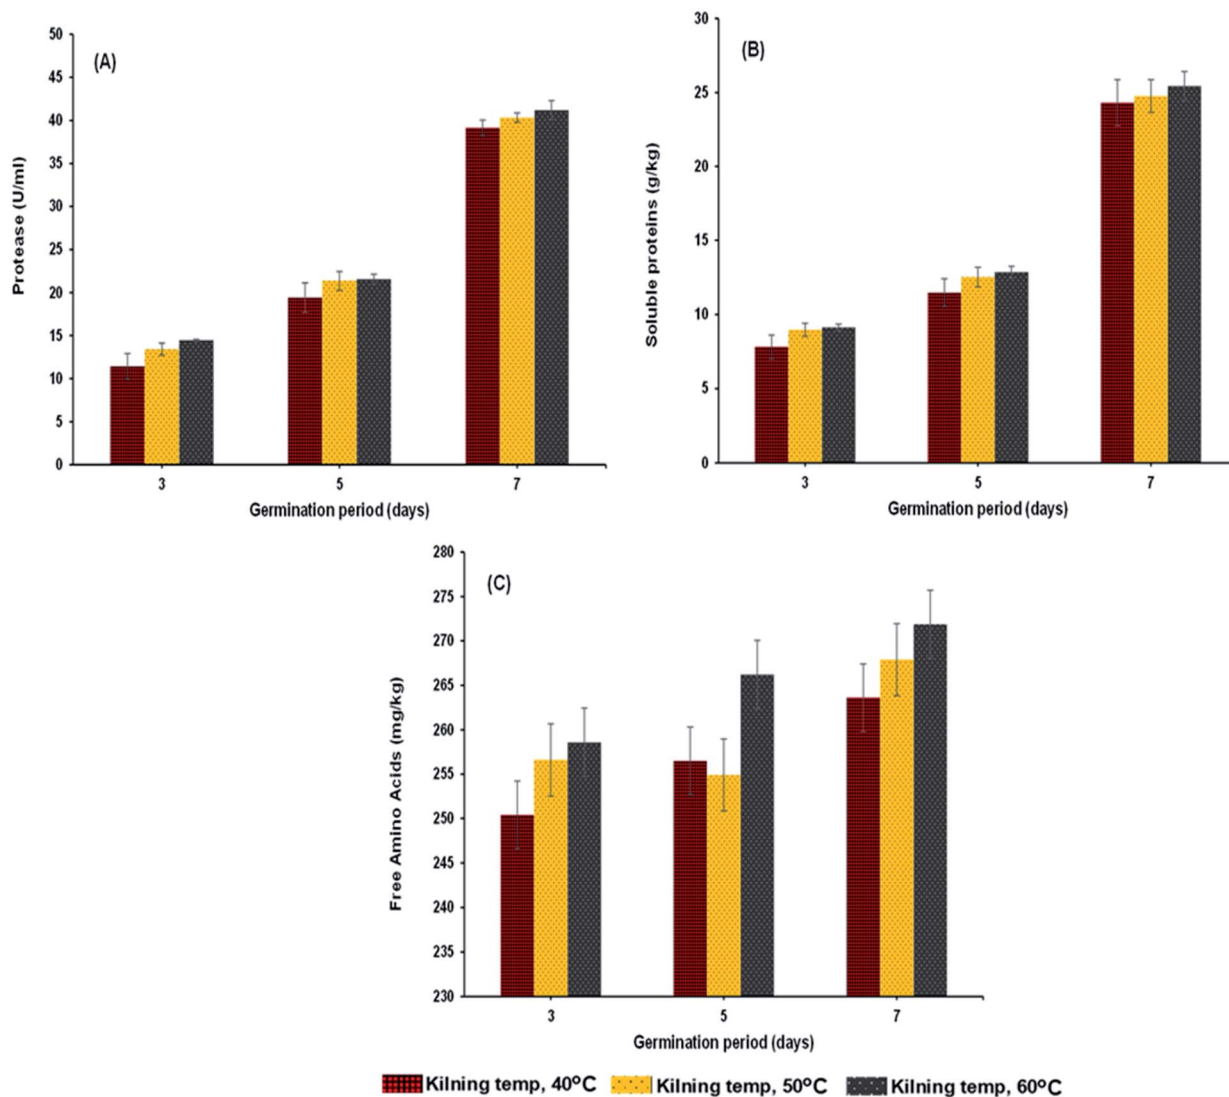 (A)
Protease (U/ml)
50
45
40
35
30
25
20
15
10
5
0
3 5 7
Germination period (days)
(B)
Soluble proteins (g/kg)
30
25
20
15
10
5
0
3 5 7
Germination period (days)
(C)
Free Amino Acids (mg/kg)
280
275
270
265
260
255
250
245
240
235
230
3 5 7
Germination period (days)
Kilning temp, 40°C Kilning temp, 50°C Kilning temp, 60°C